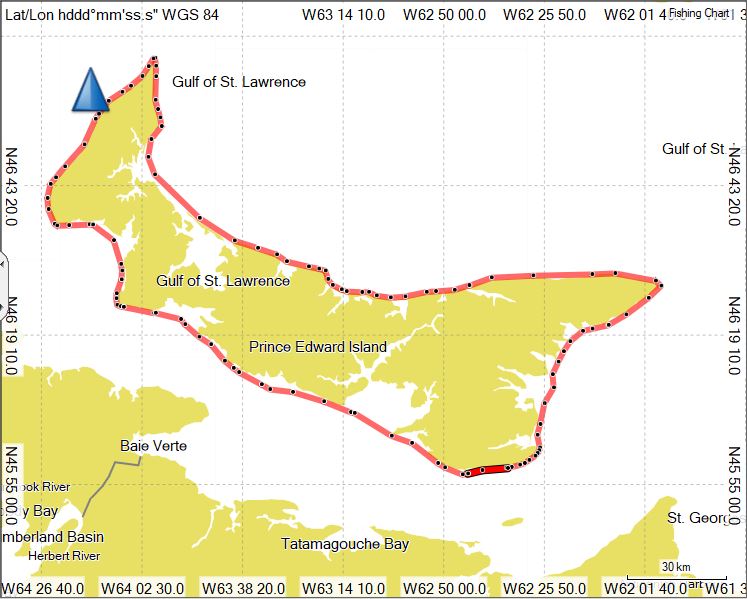 Lat/Lon hddd°mm'ss.s" WGS 84
W63 14 10.0
W62 50 00.0
W62 25 50.0
W62 01 4
Fishing Chart
Gulf of St. Lawrence
Gulf of St
N46 43 20.0
N46 43 20.0
Gulf of St. Lawrence
Prince Edward Island
N46 19 10.0
N46 19 10.0
Baie Verte
N45 55 00.0
N45 55 00.0
ook River
y Bay
St. Georg
mberland Basin
Tatamagouche Bay
Herbert River
30 km
art
W64 26 40.0
W64 02 30.0
W63 38 20.0
W63 14 10.0
W62 50 00.0
W62 25 50.0
W62 01 40.0
W61 3